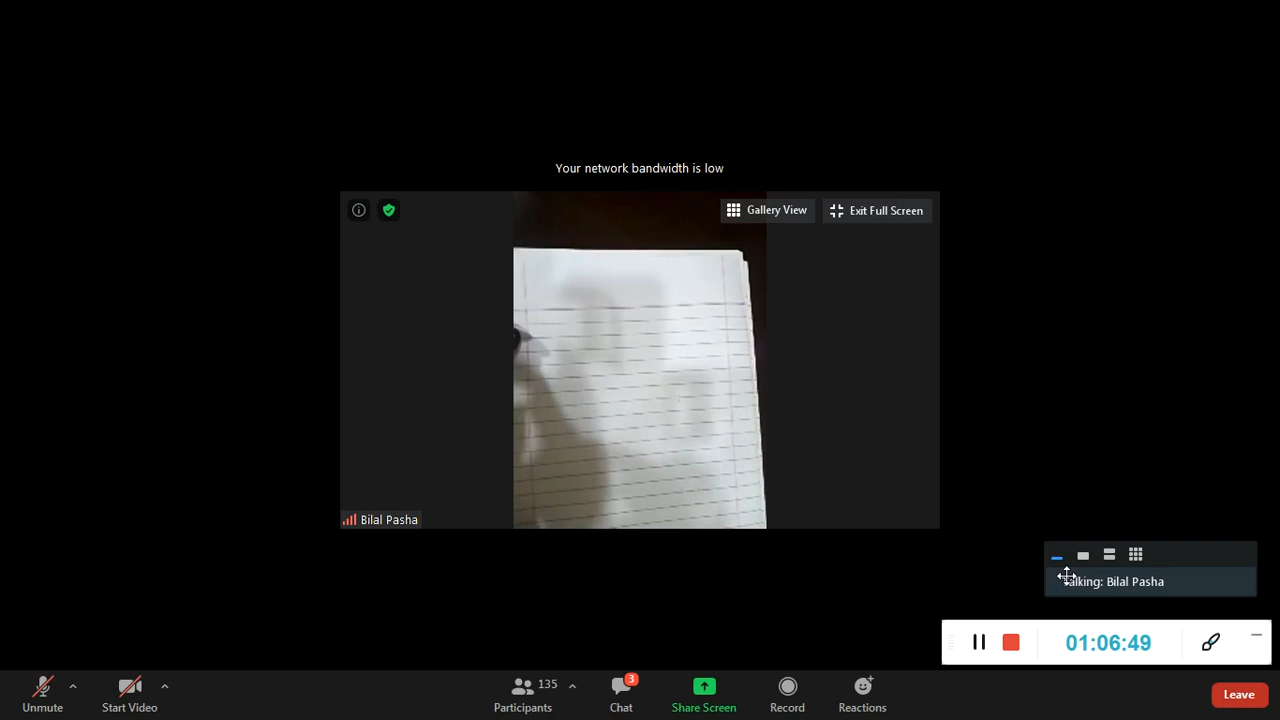 Your network bandwidth is low
Gallery View
Exit Full Screen
Bilal Pasha
Talking: Bilal Pasha
01:06:49
Unmute
Start Video
135
Participants
3
Chat
Share Screen
Record
Reactions
Leave